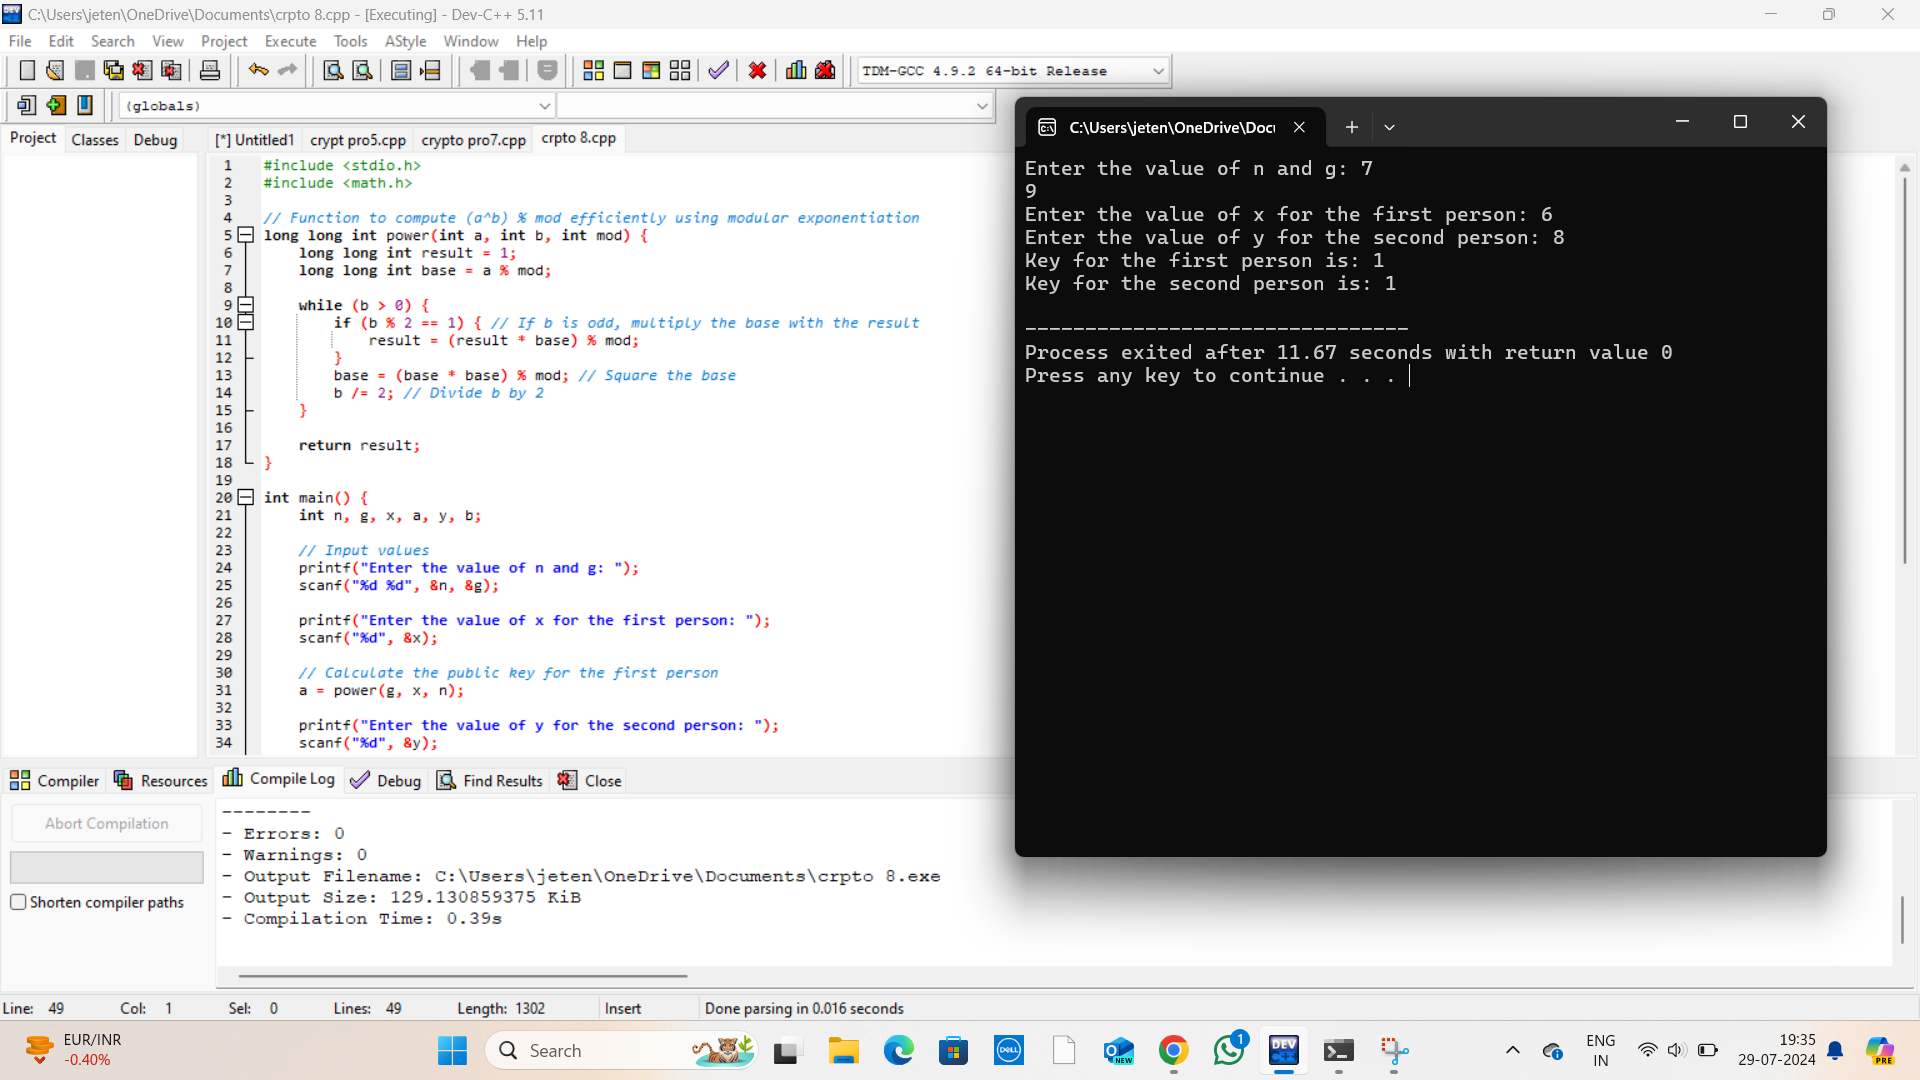 C:\Users\jeten\OneDrive\Documents\crpto 8.cpp - [Executing] - Dev-C++ 5.11
File Edit Search View Project Execute Tools AStyle Window Help
TDM-GCC 4.9.2 64-bit Release
(globals)
Project Classes Debug
[*] Untitled1 crypt pro5.cpp crypto pro7.cpp crpto 8.cpp
1 #include <stdio.h>
2 #include <math.h>
3
4 // Function to compute (a^b) % mod efficiently using modular exponentiation
5 long long int power(int a, int b, int mod) {
6 long long int result = 1;
7 long long int base = a % mod;
8
9 while (b > 0) {
10 if (b % 2 == 1) { // If b is odd, multiply the base with the result
11 result = (result * base) % mod;
12 }
13 base = (base * base) % mod; // Square the base
14 b /= 2; // Divide b by 2
15 }
16
17 return result;
18 }
19
20 int main() {
21 int n, g, x, a, y, b;
22
23 // Input values
24 printf("Enter the value of n and g: ");
25 scanf("%d %d", &n, &g);
26
27 printf("Enter the value of x for the first person: ");
28 scanf("%d", &x);
29
30 // Calculate the public key for the first person
31 a = power(g, x, n);
32
33 printf("Enter the value of y for the second person: ");
34 scanf("%d", &y);
C:\Users\jeten\OneDrive\Doc
Enter the value of n and g: 7
9
Enter the value of x for the first person: 6
Enter the value of y for the second person: 8
Key for the first person is: 1
Key for the second person is: 1
--------------------------------
Process exited after 11.67 seconds with return value 0
Press any key to continue . . .
Compiler Resources Compile Log Debug Find Results Close
Abort Compilation
Shorten compiler paths
--------
- Errors: 0
- Warnings: 0
- Output Filename: C:\Users\jeten\OneDrive\Documents\crpto 8.exe
- Output Size: 129.130859375 KiB
- Compilation Time: 0.39s
Line: 49 Col: 1 Sel: 0 Lines: 49 Length: 1302 Insert Done parsing in 0.016 seconds
EUR/INR
-0.40%
Search
DELL
NEW
1
DEV
ENG
IN
19:35
29-07-2024
PRE